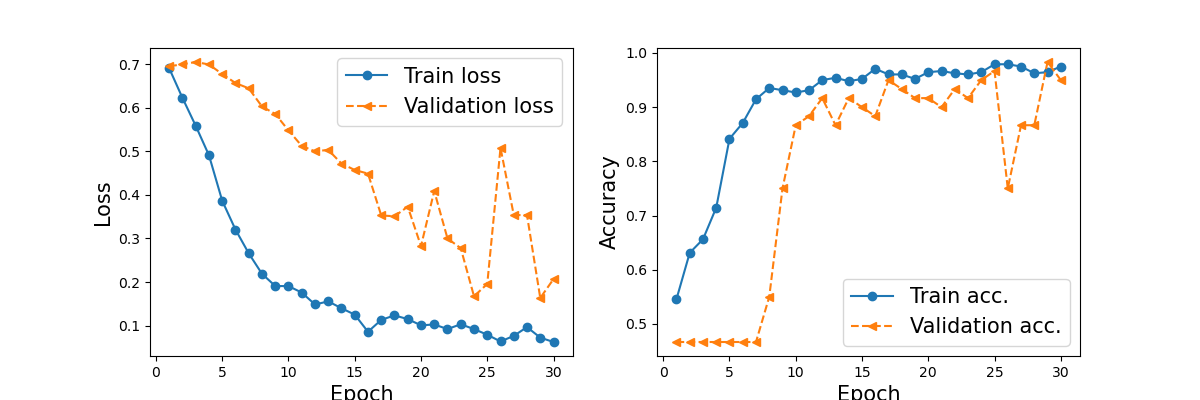 0.7
0.6
0.5
0.4
0.3
0.2
0.1
Loss
Train loss
Validation loss
0 5 10 15 20 25 30
Epoch
1.0
0.9
0.8
0.7
0.6
0.5
Accuracy
Train acc.
Validation acc.
0 5 10 15 20 25 30
Epoch